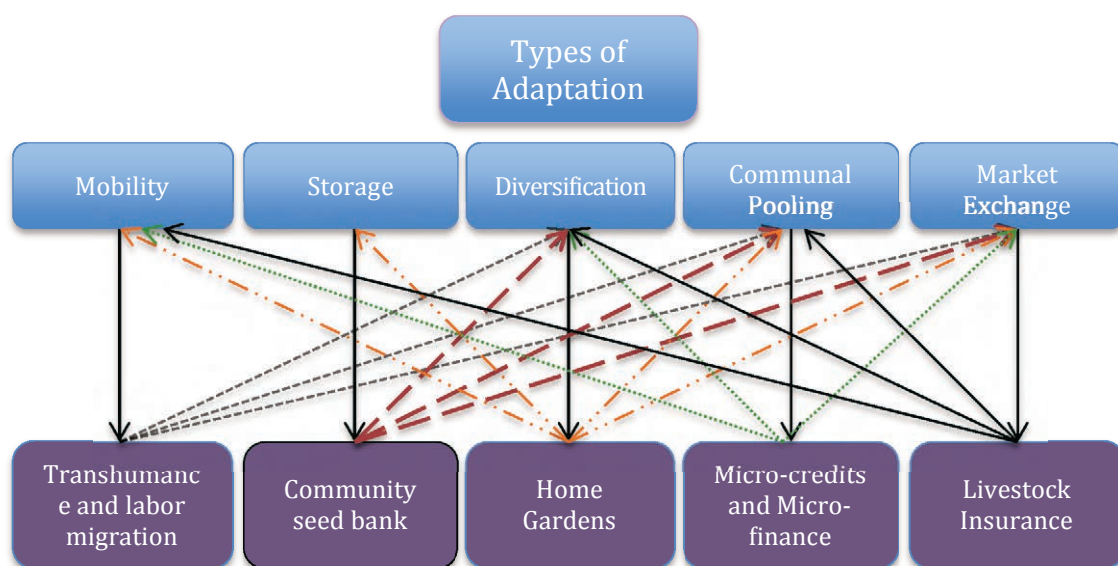 Types of
Adaptation
Mobility
Storage
Diversification
Communal
Pooling
Market
Exchange
Transhumanc
e and labor
migration
Community
seed bank
Home
Gardens
Micro-credits
and Micro-
finance
Livestock
Insurance